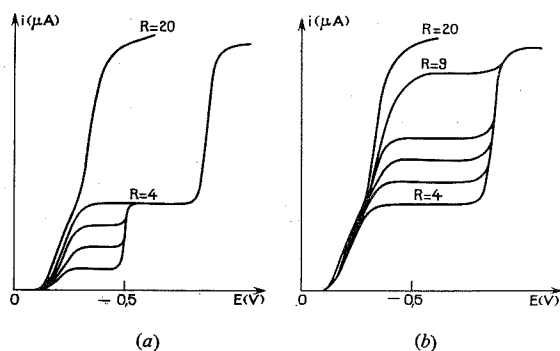 i(μA)
R=20
R=4
0
-0,5
E(V)
(a)
i(μA)
R=20
R=9
R=4
0
-0,5
E(V)
(b)